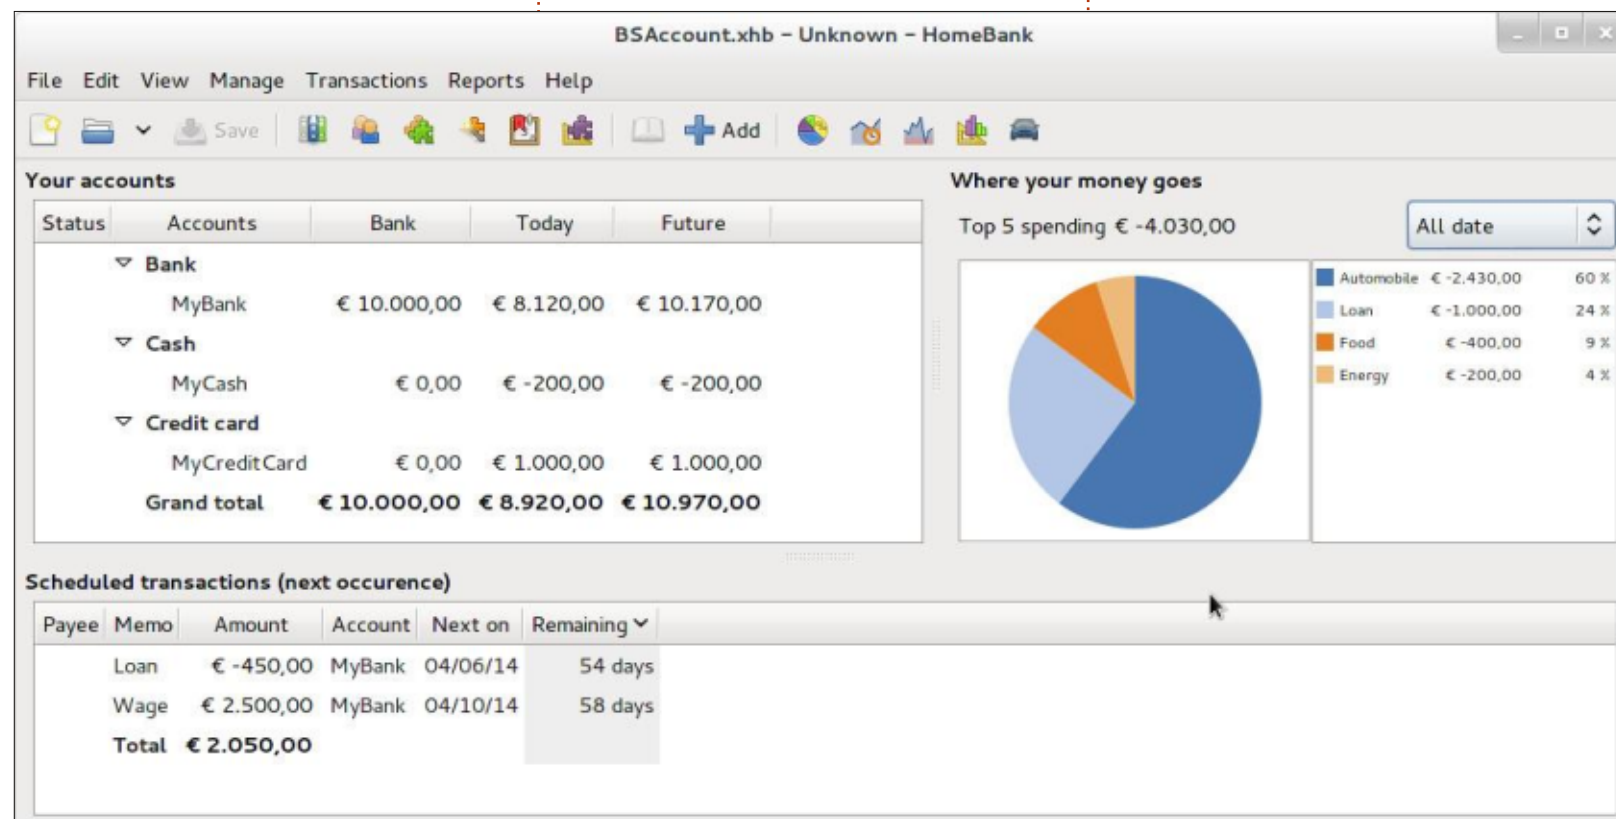 BSAccount.xhb - Unknown - HomeBank
File Edit View Manage Transactions Reports Help
Save Add
Your accounts
Status Accounts Bank Today Future
Bank
MyBank € 10.000,00 € 8.120,00 € 10.170,00
Cash
MyCash € 0,00 € -200,00 € -200,00
Credit card
MyCreditCard € 0,00 € 1.000,00 € 1.000,00
Grand total € 10.000,00 € 8.920,00 € 10.970,00
Where your money goes
Top 5 spending € -4.030,00 All date
Automobile € -2.430,00 60 %
Loan € -1.000,00 24 %
Food € -400,00 9 %
Energy € -200,00 4 %
Scheduled transactions (next occurence)
Payee Memo Amount Account Next on Remaining
Loan € -450,00 MyBank 04/06/14 54 days
Wage € 2.500,00 MyBank 04/10/14 58 days
Total € 2.050,00